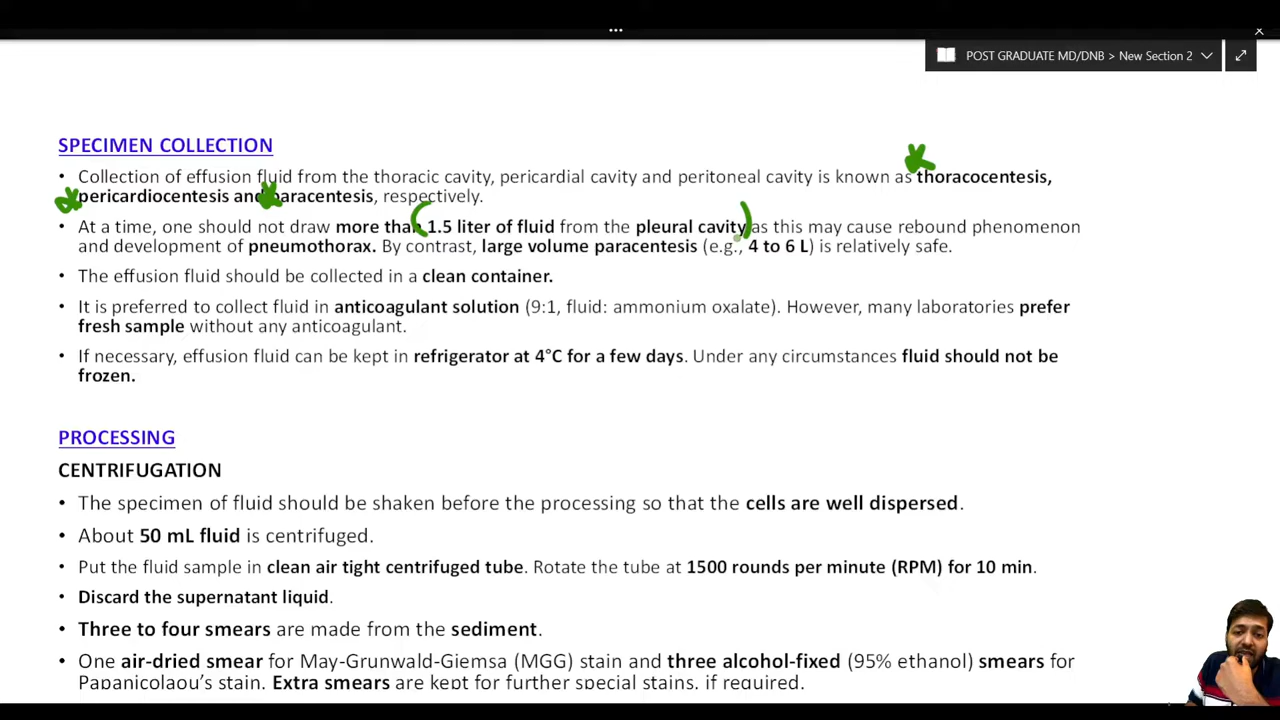 POST GRADUATE MD/DNB > New Section 2
SPECIMEN COLLECTION
• Collection of effusion fluid from the thoracic cavity, pericardial cavity and peritoneal cavity is known as thoracocentesis,
pericardiocentesis and paracentesis, respectively.
• At a time, one should not draw more than 1.5 liter of fluid from the pleural cavity as this may cause rebound phenomenon
and development of pneumothorax. By contrast, large volume paracentesis (e.g., 4 to 6 L) is relatively safe.
• The effusion fluid should be collected in a clean container.
• It is preferred to collect fluid in anticoagulant solution (9:1, fluid: ammonium oxalate). However, many laboratories prefer
fresh sample without any anticoagulant.
• If necessary, effusion fluid can be kept in refrigerator at 4°C for a few days. Under any circumstances fluid should not be
frozen.
PROCESSING
CENTRIFUGATION
• The specimen of fluid should be shaken before the processing so that the cells are well dispersed.
• About 50 mL fluid is centrifuged.
• Put the fluid sample in clean air tight centrifuged tube. Rotate the tube at 1500 rounds per minute (RPM) for 10 min.
• Discard the supernatant liquid.
• Three to four smears are made from the sediment.
• One air-dried smear for May-Grunwald-Giemsa (MGG) stain and three alcohol-fixed (95% ethanol) smears for
Papanicolaou's stain. Extra smears are kept for further special stains, if required.